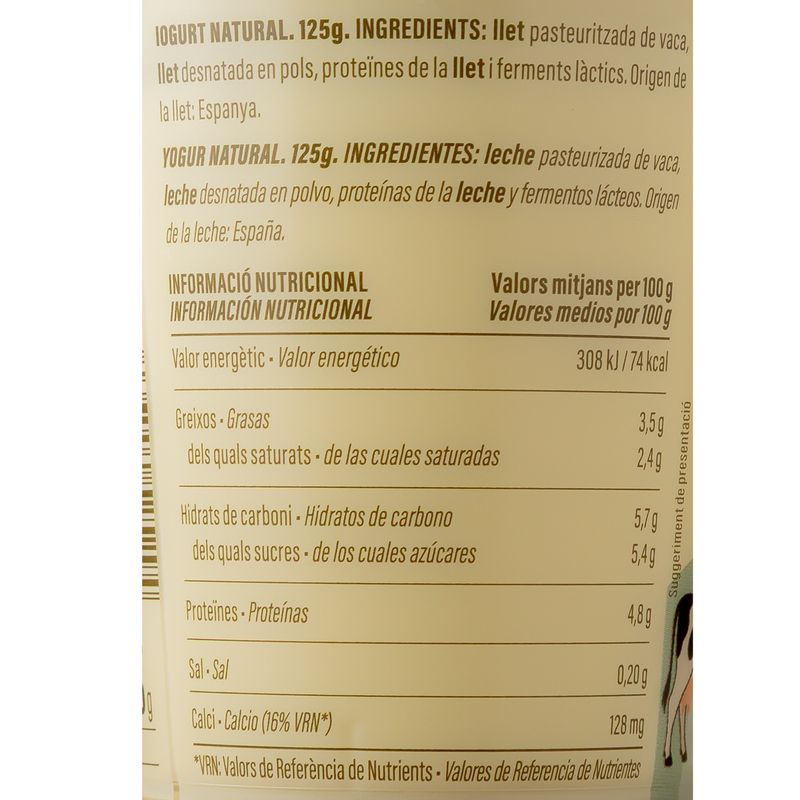 IOGURT NATURAL. 125g. INGREDIENTS: llet pasteuritzada de vaca,
llet desnatada en pols, proteïnes de la llet i ferments làctics. Origen de
la llet: Espanya.
YOGUR NATURAL. 125g. INGREDIENTES: leche pasteurizada de vaca,
leche desnatada en polvo, proteínas de la leche y fermentos lácteos. Origen
de la leche: España.
INFORMACIÓ NUTRICIONAL Valors mitjans per 100 g
INFORMACIÓN NUTRICIONAL Valores medios por 100 g
Valor energètic • Valor energético 308 kJ / 74 kcal
Greixos • Grasas 3,5 g
dels quals saturats • de las cuales saturadas 2,4 g
Hidrats de carboni • Hidratos de carbono 5,7 g
dels quals sucres • de los cuales azúcares 5,4 g
Proteïnes • Proteínas 4,8 g
Sal • Sal 0,20 g
Calci • Calcio (16% VRN*) 128 mg
*VRN: Valors de Referència de Nutrients • Valores de Referencia de Nutrientes
Suggeriment de presentació